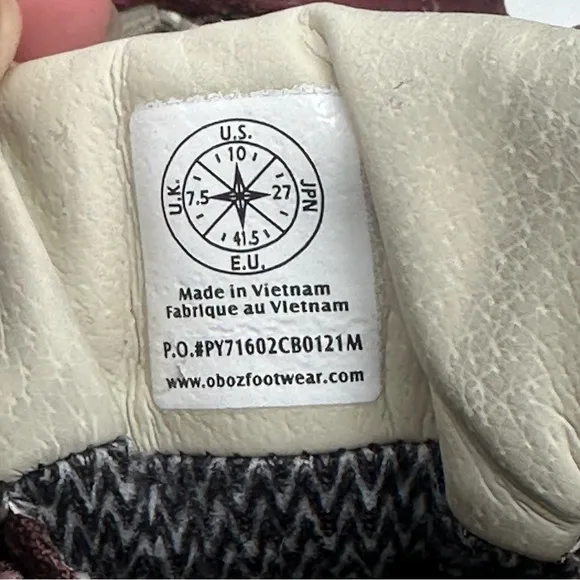 U.S.
10
U.K. 7.5 27 JPN
41.5
E.U.
Made in Vietnam
Fabrique au Vietnam
P.O.#PY71602CB0121M
www.obozfootwear.com